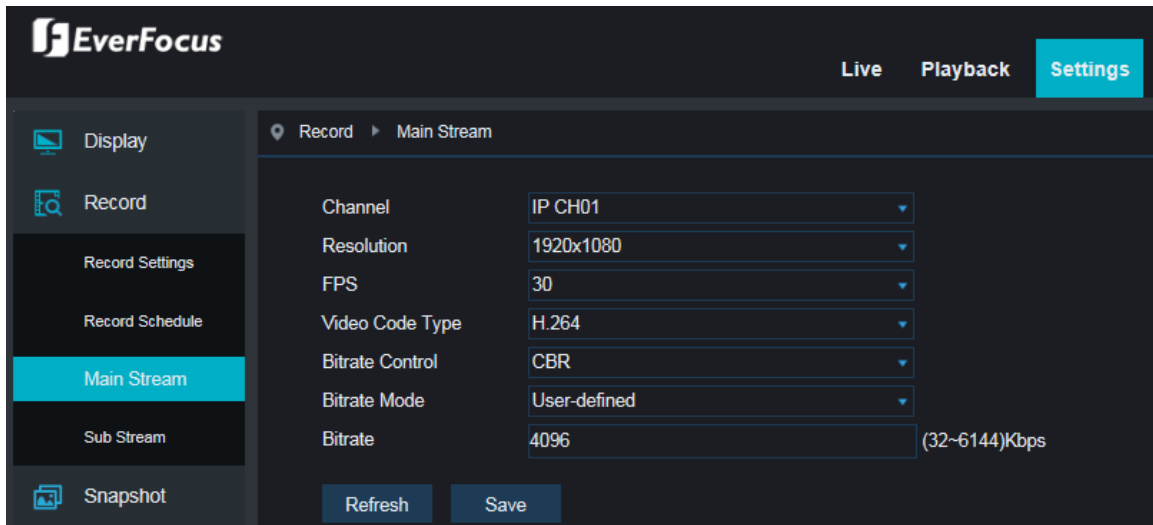 EverFocus
Live Playback Settings
Display
Record
Record Settings
Record Schedule
Main Stream
Sub Stream
Snapshot
Record Main Stream
Channel IP CH01
Resolution 1920x1080
FPS 30
Video Code Type H.264
Bitrate Control CBR
Bitrate Mode User-defined
Bitrate 4096 (32~6144)Kbps
Refresh Save